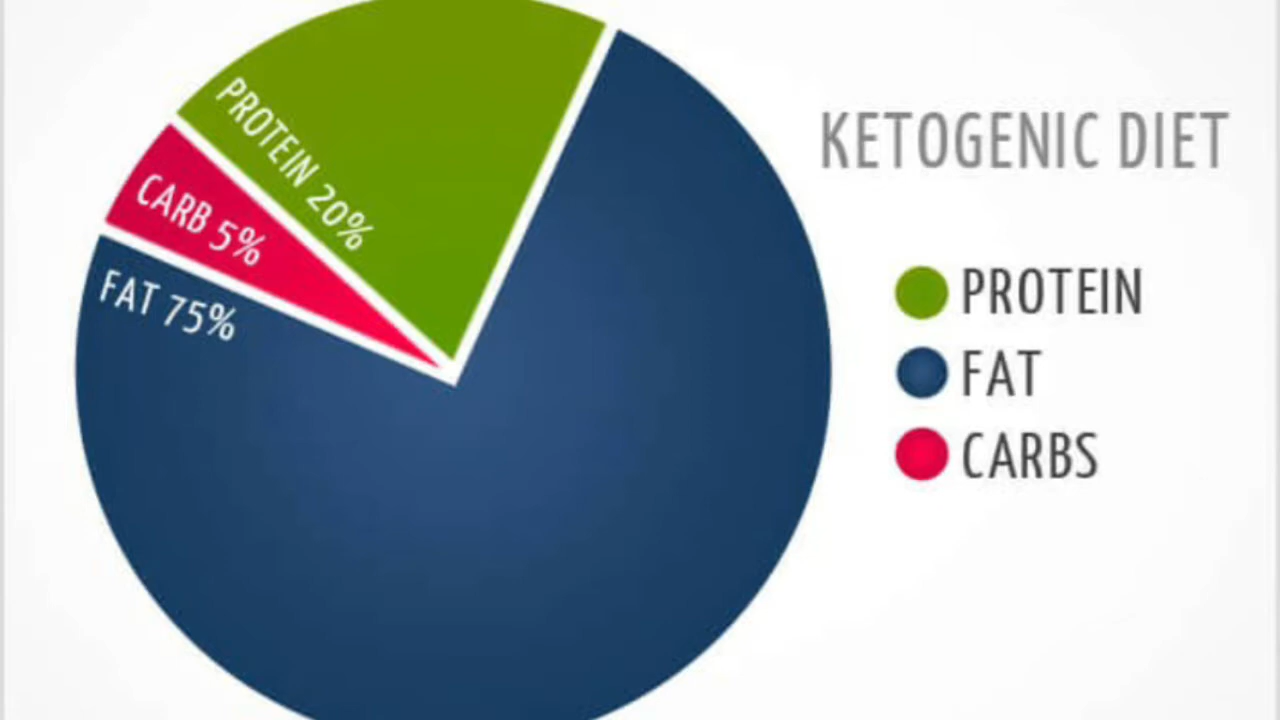 PROTEIN 20%
CARB 5%
FAT 75%
KETOGENIC DIET
PROTEIN
FAT
CARBS